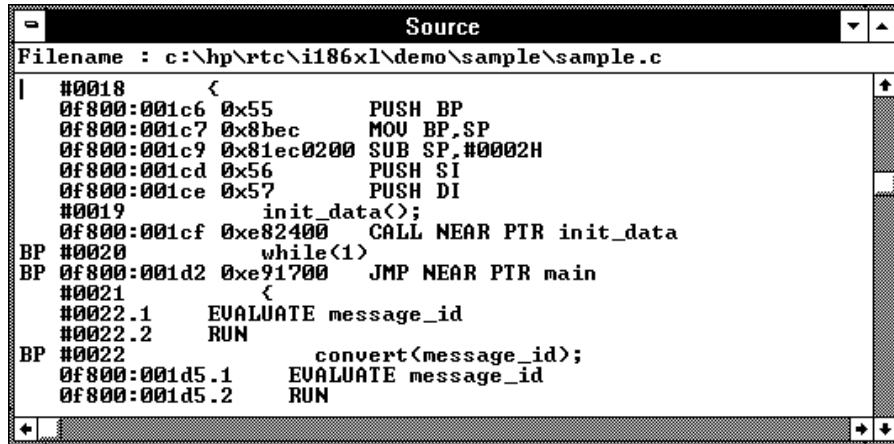 Source
Filename : c:\hp\rtc\i186xl\demo\sample\sample.c
#0018 {
0f800:001c6 0x55 PUSH BP
0f800:001c7 0x8bec MOV BP,SP
0f800:001c9 0x81ec0200 SUB SP,#0002H
0f800:001cd 0x56 PUSH SI
0f800:001ce 0x57 PUSH DI
#0019 init_data();
0f800:001cf 0xe82400 CALL NEAR PTR init_data
BP #0020 while(1)
BP 0f800:001d2 0xe91700 JMP NEAR PTR main
#0021 {
#0022.1 EVALUATE message_id
#0022.2 RUN
BP #0022 convert(message_id);
0f800:001d5.1 EVALUATE message_id
0f800:001d5.2 RUN